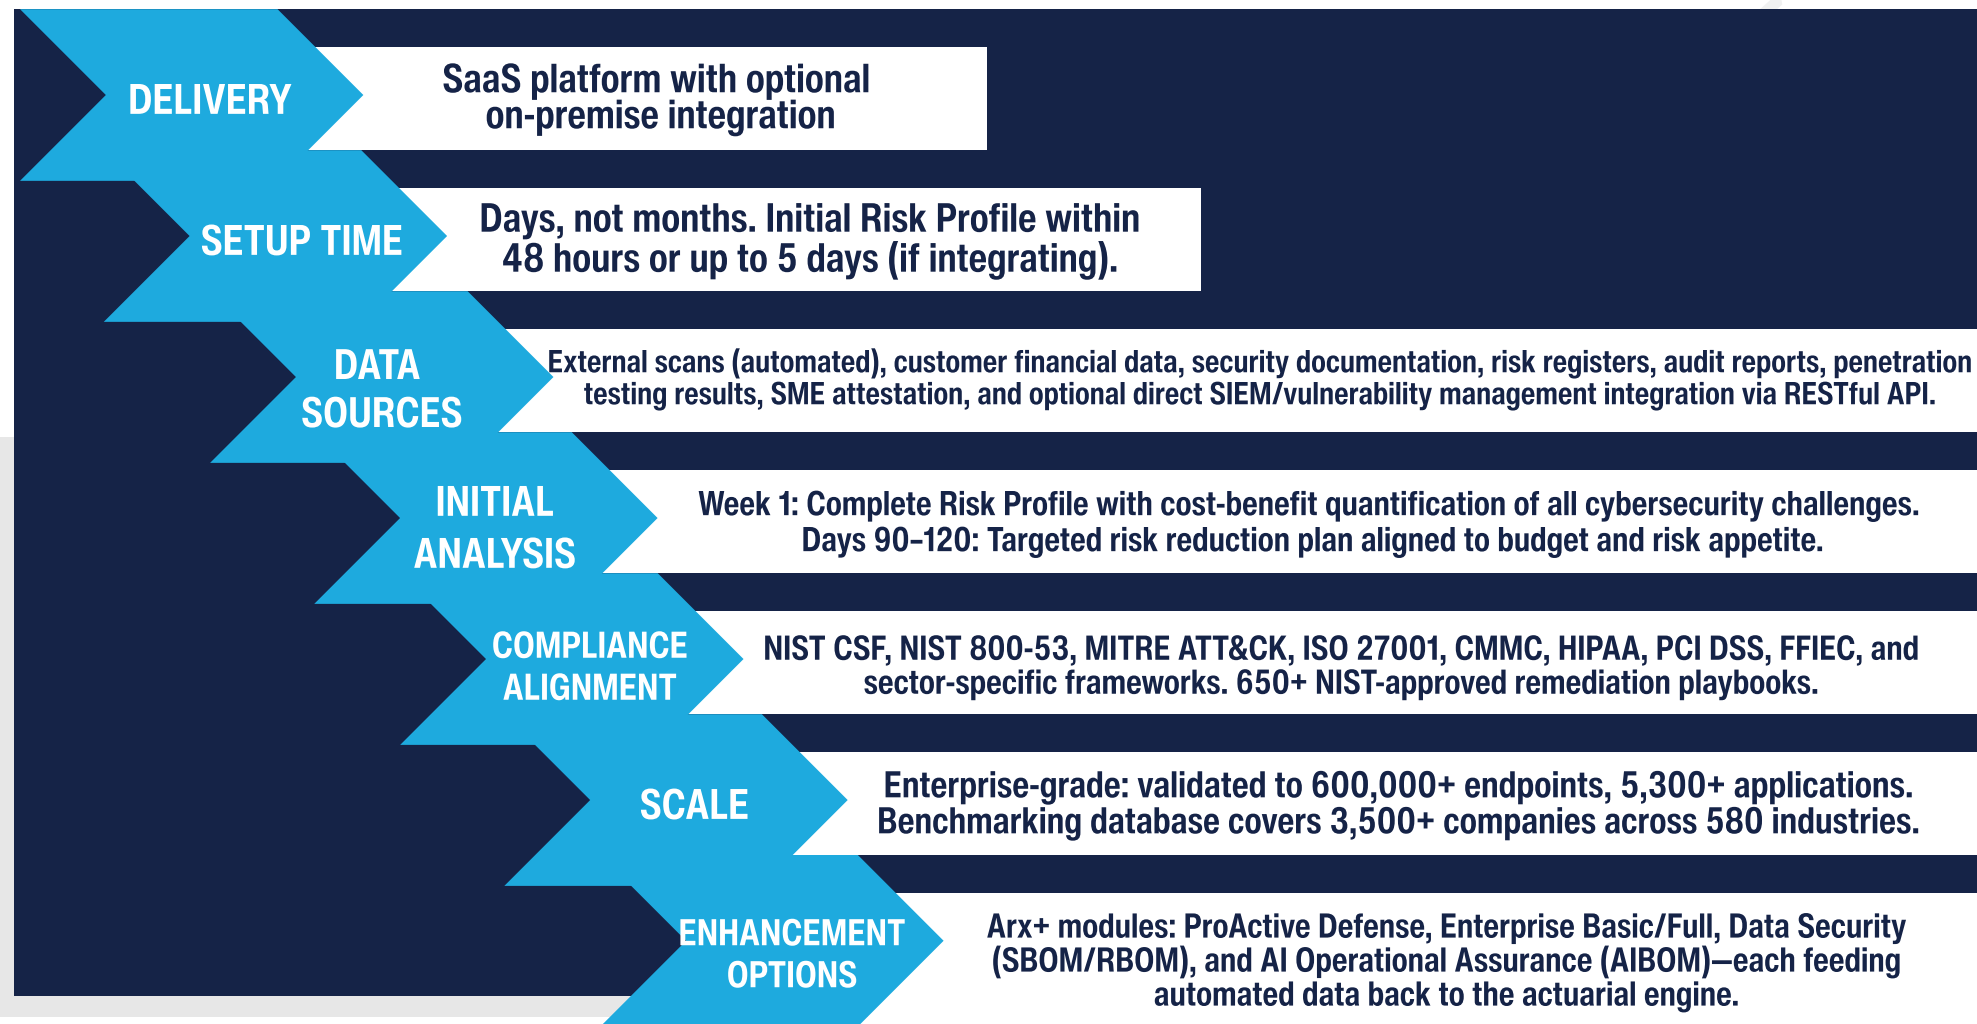 DELIVERY
SaaS platform with optional
on-premise integration
SETUP TIME
Days, not months. Initial Risk Profile within
48 hours or up to 5 days (if integrating).
DATA
SOURCES
External scans (automated), customer financial data, security documentation, risk registers, audit reports, penetration
testing results, SME attestation, and optional direct SIEM/vulnerability management integration via RESTful API.
INITIAL
ANALYSIS
Week 1: Complete Risk Profile with cost-benefit quantification of all cybersecurity challenges.
Days 90–120: Targeted risk reduction plan aligned to budget and risk appetite.
COMPLIANCE
ALIGNMENT
NIST CSF, NIST 800-53, MITRE ATT&CK, ISO 27001, CMMC, HIPAA, PCI DSS, FFIEC, and
sector-specific frameworks. 650+ NIST-approved remediation playbooks.
SCALE
Enterprise-grade: validated to 600,000+ endpoints, 5,300+ applications.
Benchmarking database covers 3,500+ companies across 580 industries.
ENHANCEMENT
OPTIONS
Arx+ modules: ProActive Defense, Enterprise Basic/Full, Data Security
(SBOM/RBOM), and AI Operational Assurance (AIBOM)—each feeding
automated data back to the actuarial engine.